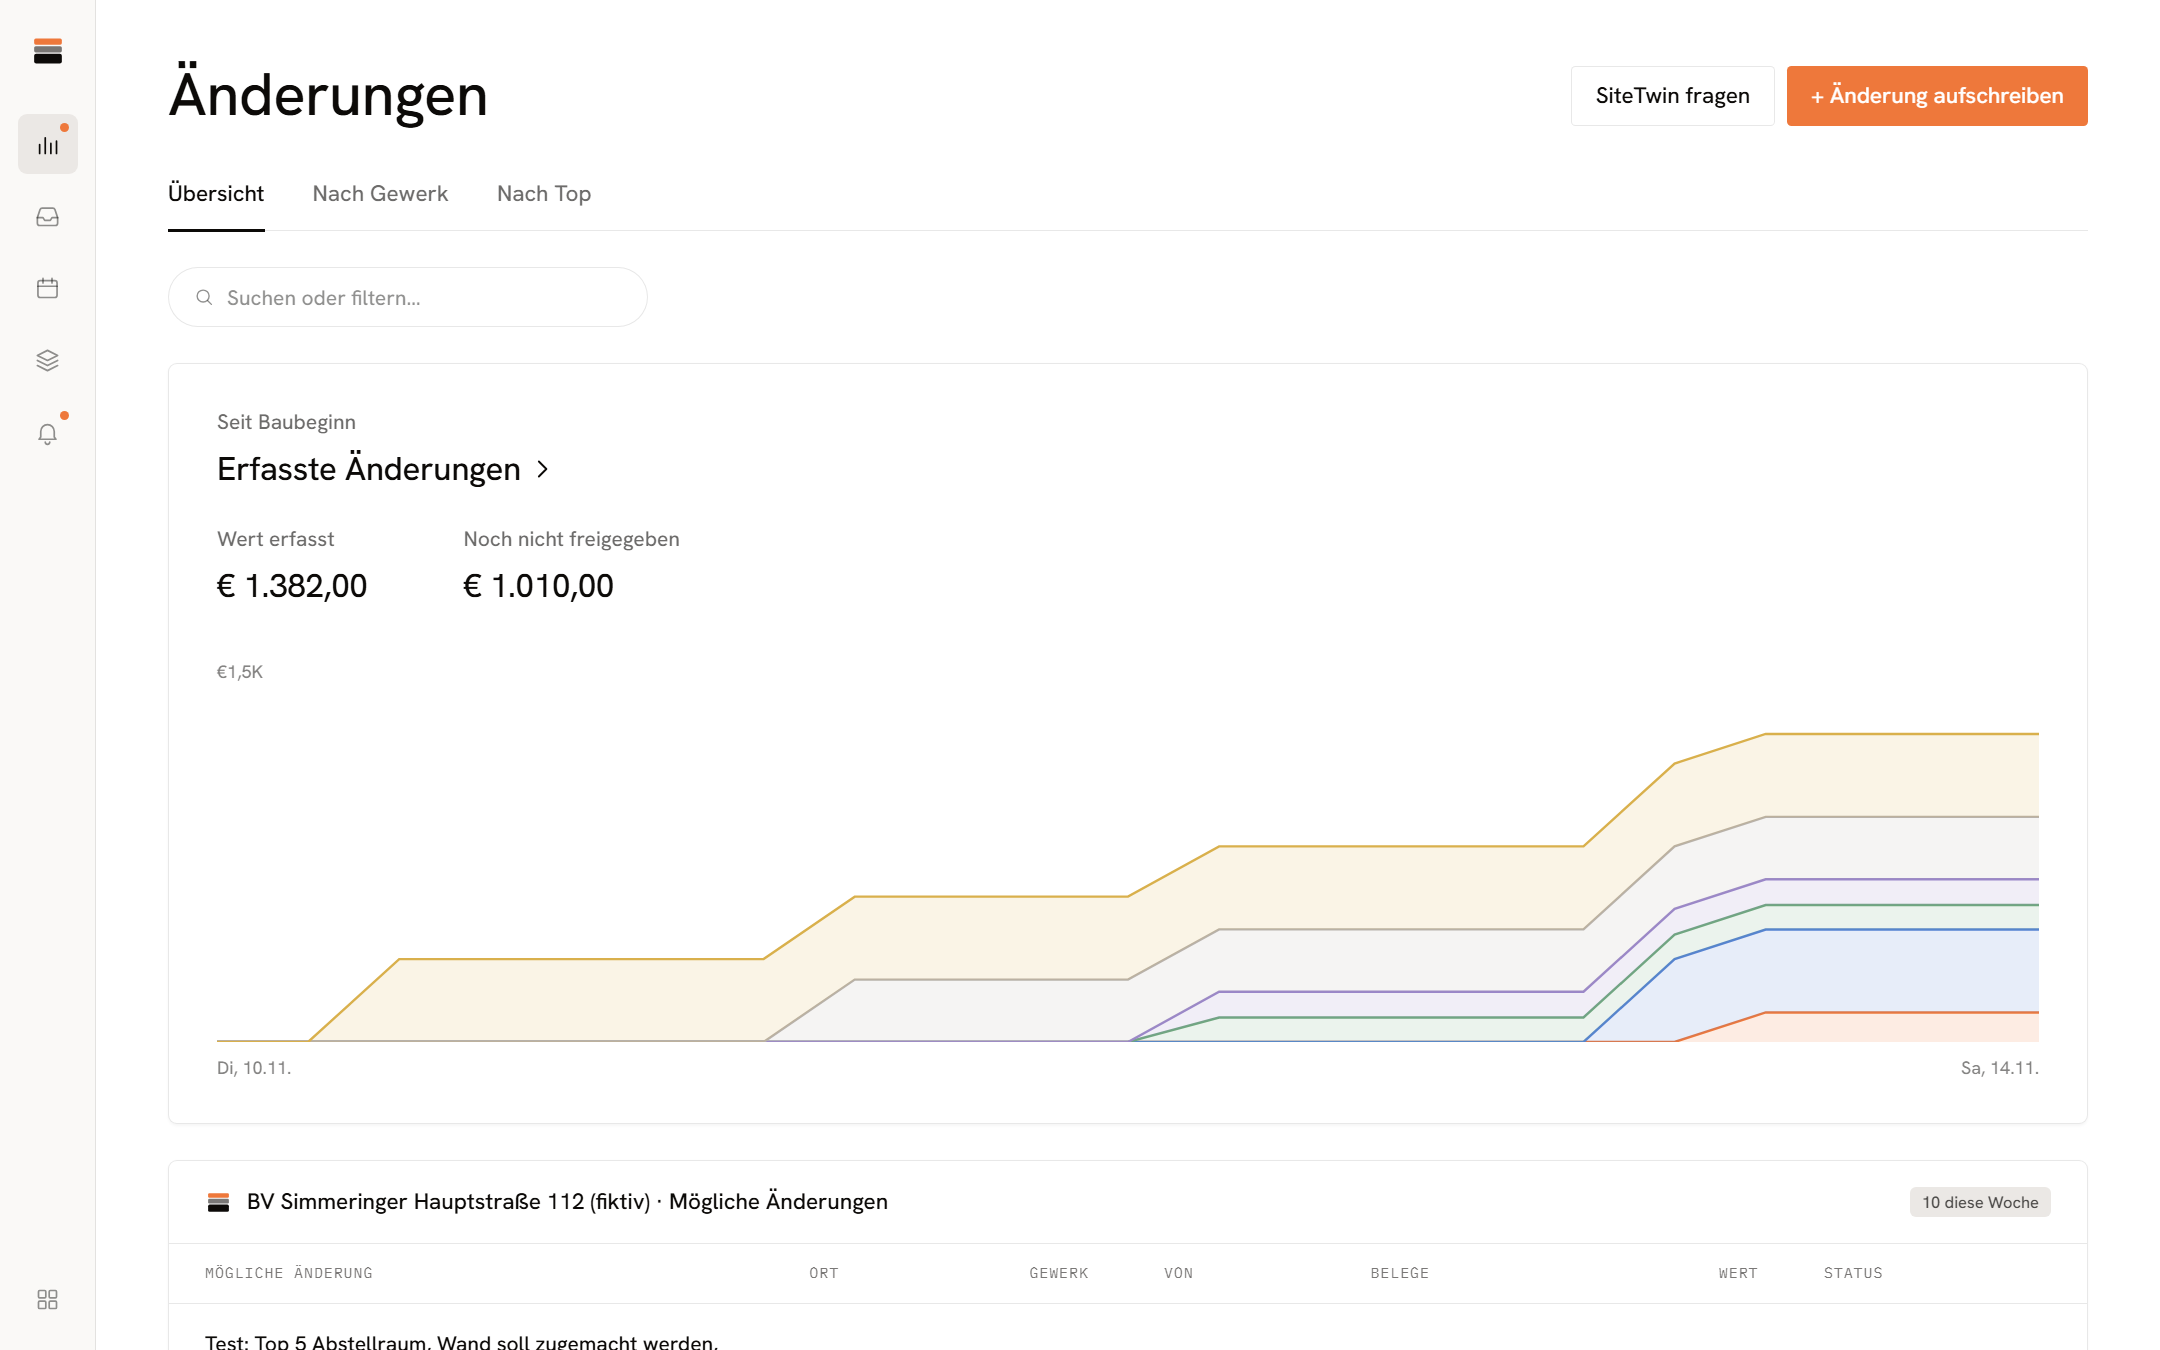 Änderungen
SiteTwin fragen
+ Änderung aufschreiben
Übersicht
Nach Gewerk
Nach Top
Suchen oder filtern...
Seit Baubeginn
Erfasste Änderungen
Wert erfasst
Noch nicht freigegeben
€ 1.382,00
€ 1.010,00
€1,5K
Di, 10.11.
Sa, 14.11.
BV Simmeringer Hauptstraße 112 (fiktiv) · Mögliche Änderungen
10 diese Woche
MÖGLICHE ÄNDERUNG
ORT
GEWERK
VON
BELEGE
WERT
STATUS
Test: Top 5 Abstellraum, Wand soll zugemacht werden,